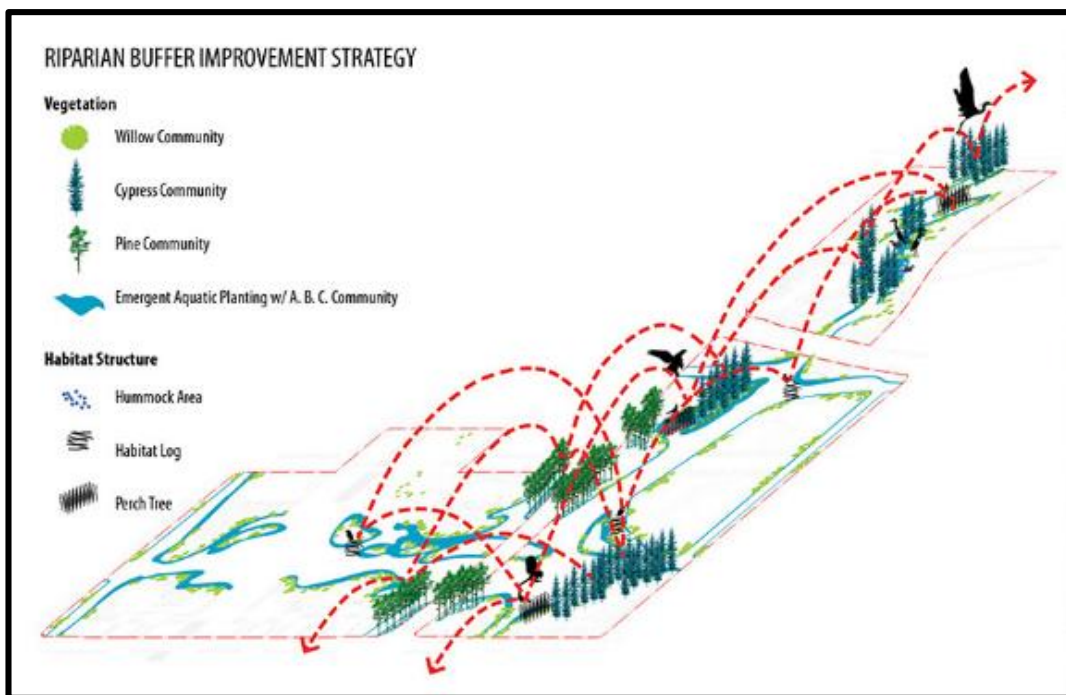 RIPARIAN BUFFER IMPROVEMENT STRATEGY
Vegetation
Willow Community
Cypress Community
Pine Community
Emergent Aquatic Planting w/ A. B. C. Community
Habitat Structure
Hummock Area
Habitat Log
Perch Tree